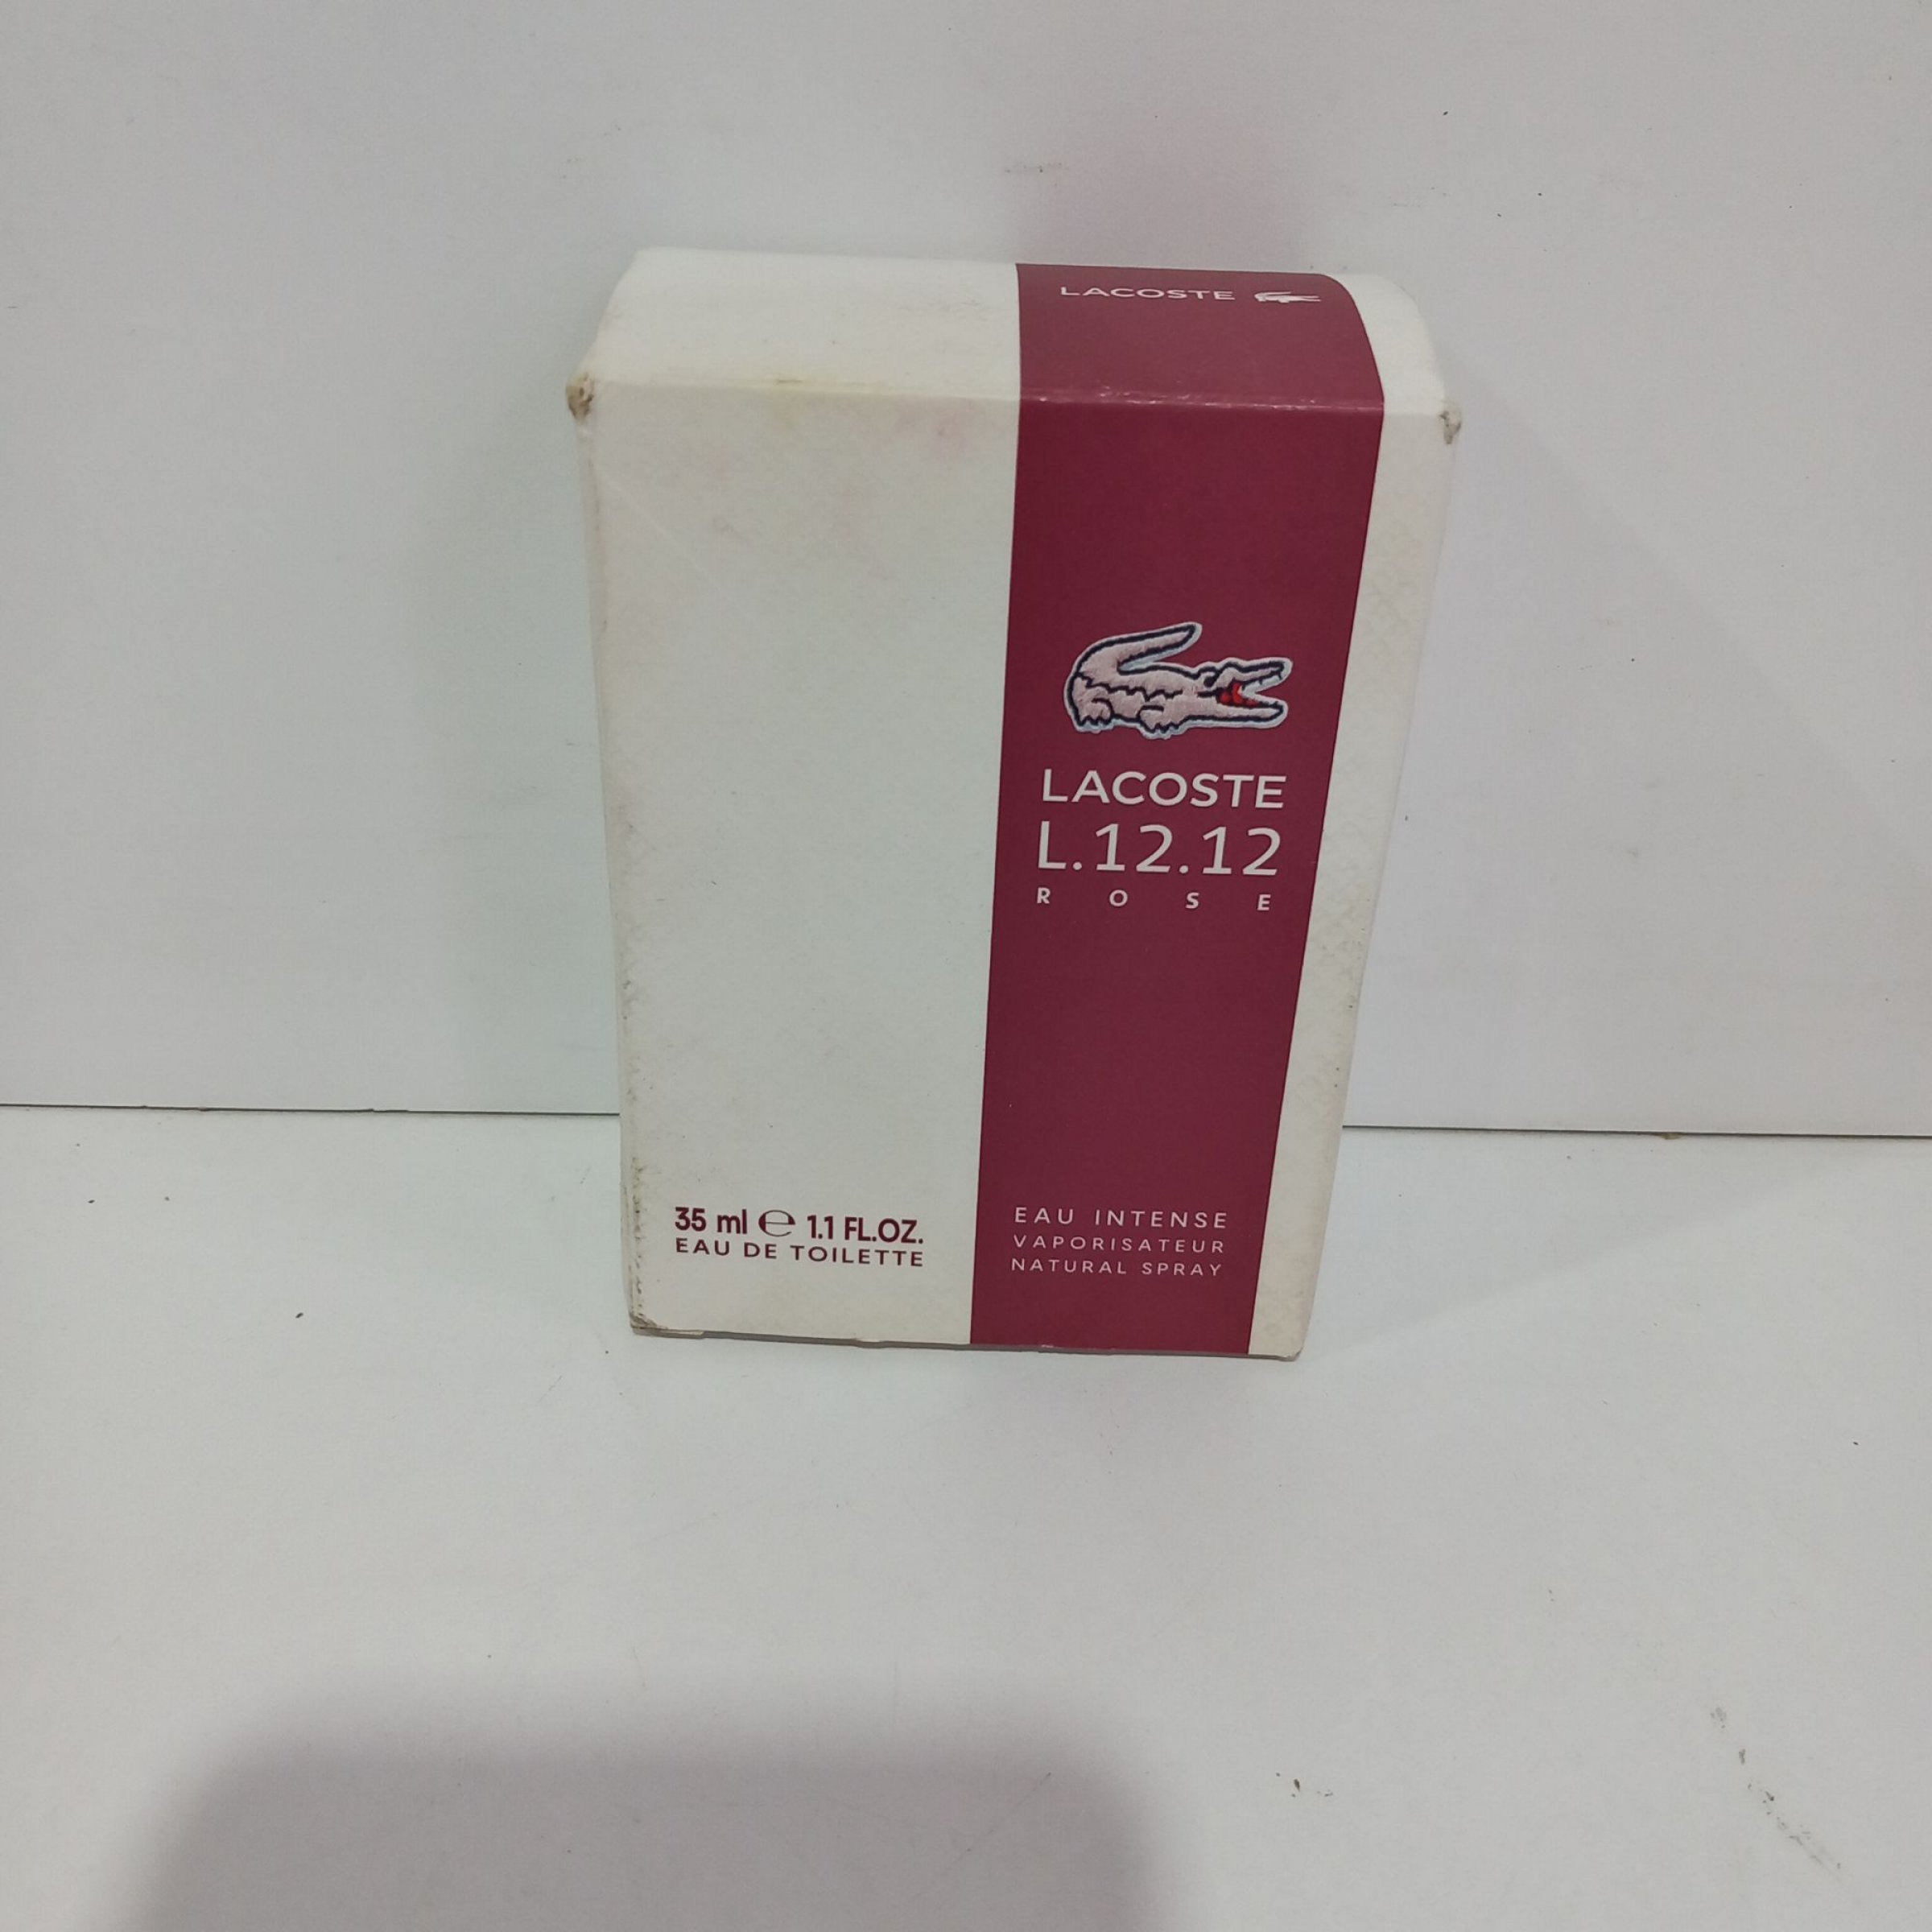 LACOSTE
LACOSTE
L.12.12
ROSE
35 ml ℮ 1.1 FL.OZ.
EAU DE TOILETTE
EAU INTENSE
VAPORISATEUR
NATURAL SPRAY